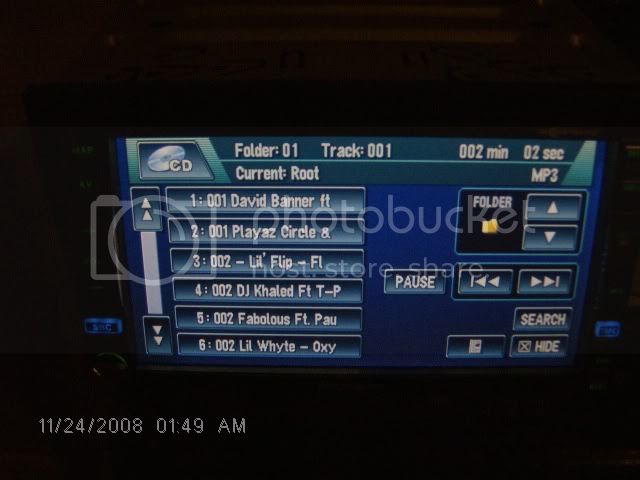 Folder: 01 Track: 001 002 min 02 sec
CD
Current: Root MP3
1: 001 David Banner ft
2: 001 Playaz Circle &
3: 002 - Lil' Flip - Fl
4: 002 DJ Khaled Ft T-P
5: 002 Fabolous Ft. Pau
6: 002 Lil Whyte - Oxy
FOLDER
PAUSE
SEARCH
HIDE
MAP
AV
SRC
photobucket
host. store. share
11/24/2008 01:49 AM